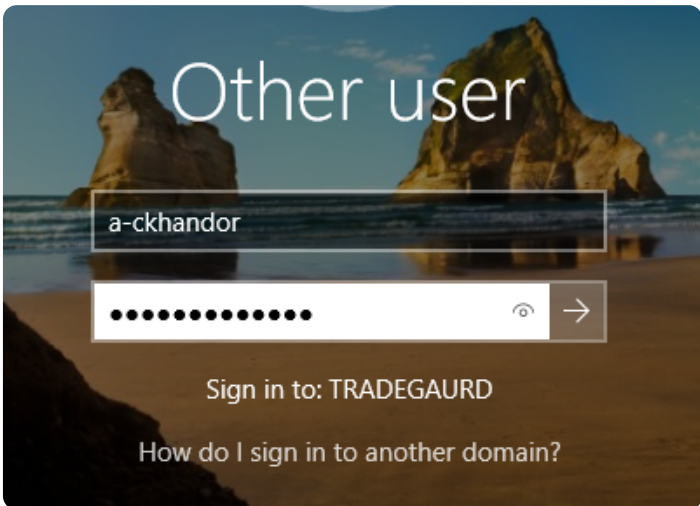 Other user
a-ckhandor
●●●●●●●●●●●●●
Sign in to: TRADEGAURD
How do I sign in to another domain?